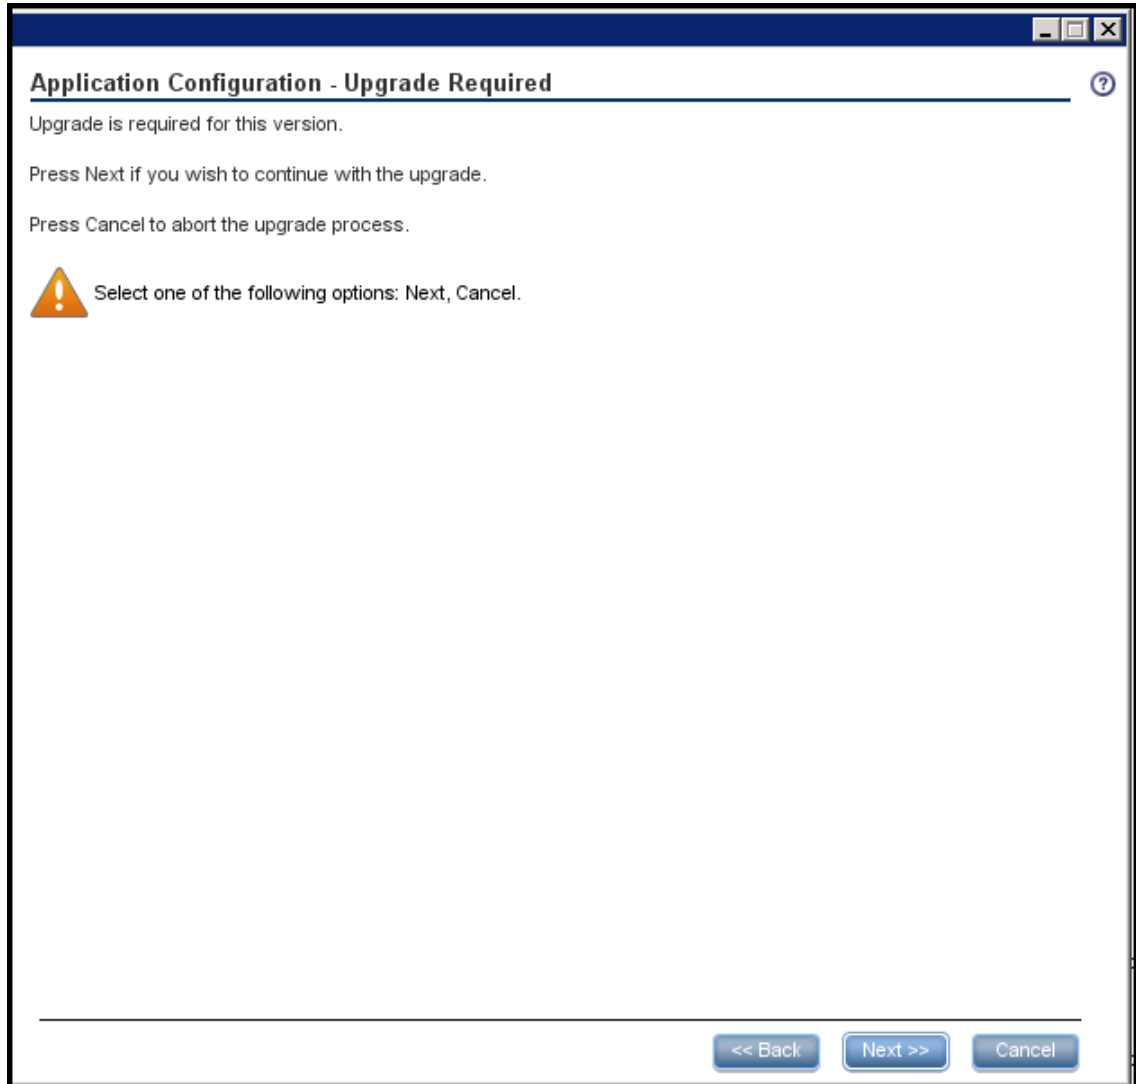 Application Configuration - Upgrade Required
?
Upgrade is required for this version.
Press Next if you wish to continue with the upgrade.
Press Cancel to abort the upgrade process.
Select one of the following options: Next, Cancel.
<< Back Next >> Cancel